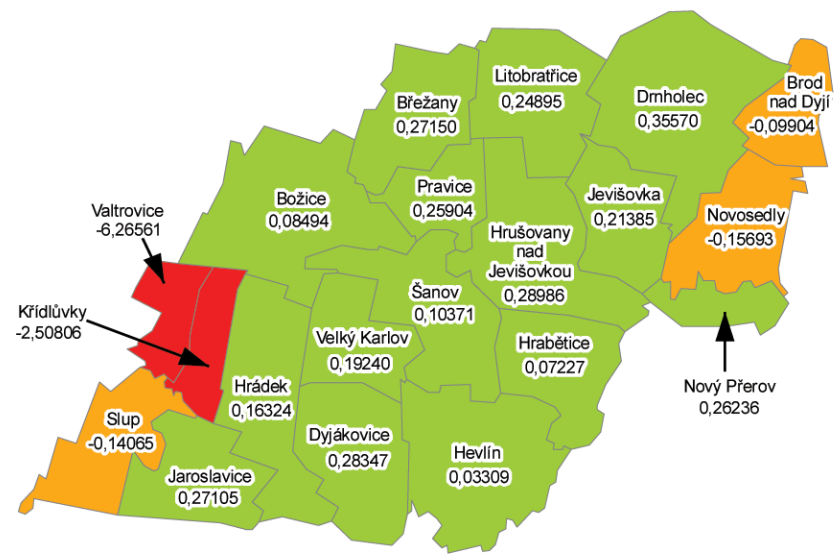 Litobratřice
0,24895
Břežany
0,27150
Drnholec
0,35570
Brod
nad Dyjí
-0,09904
Božice
0,08494
Pravice
0,25904
Jevišovka
0,21385
Valtrovice
-6,26561
Novosedly
-0,15693
Hrušovany
nad
Jevišovkou
0,28986
Šanov
0,10371
Křídlůvky
-2,50806
Velký Karlov
0,19240
Hrabětice
0,07227
Hrádek
0,16324
Nový Přerov
0,26236
Slup
-0,14065
Dyjákovice
0,28347
Hevlín
0,03309
Jaroslavice
0,27105